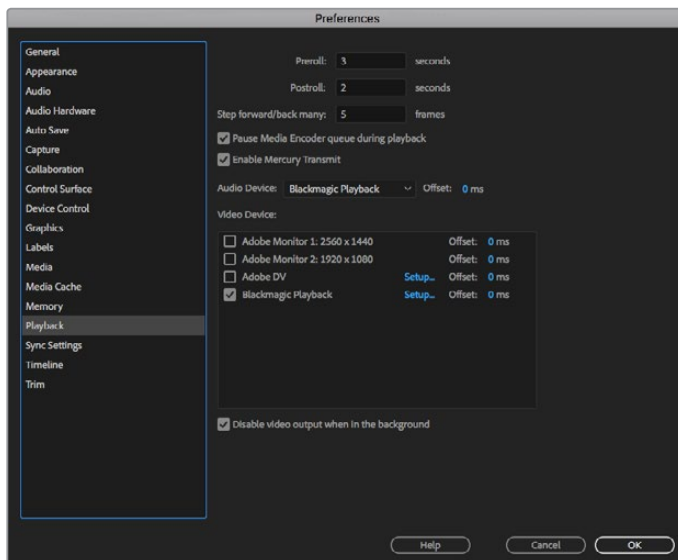 Preferences
General
Appearance
Audio
Audio Hardware
Auto Save
Capture
Collaboration
Control Surface
Device Control
Graphics
Labels
Media
Media Cache
Memory
Playback
Sync Settings
Timeline
Trim
Preroll: 3 seconds
Postroll: 2 seconds
Step forward/back many: 5 frames
Pause Media Encoder queue during playback
Enable Mercury Transmit
Audio Device: Blackmagic Playback Offset: 0 ms
Video Device:
Adobe Monitor 1: 2560 x 1440 Offset: 0 ms
Adobe Monitor 2: 1920 x 1080 Offset: 0 ms
Adobe DV Setup... Offset: 0 ms
Blackmagic Playback Setup... Offset: 0 ms
Disable video output when in the background
Help Cancel OK